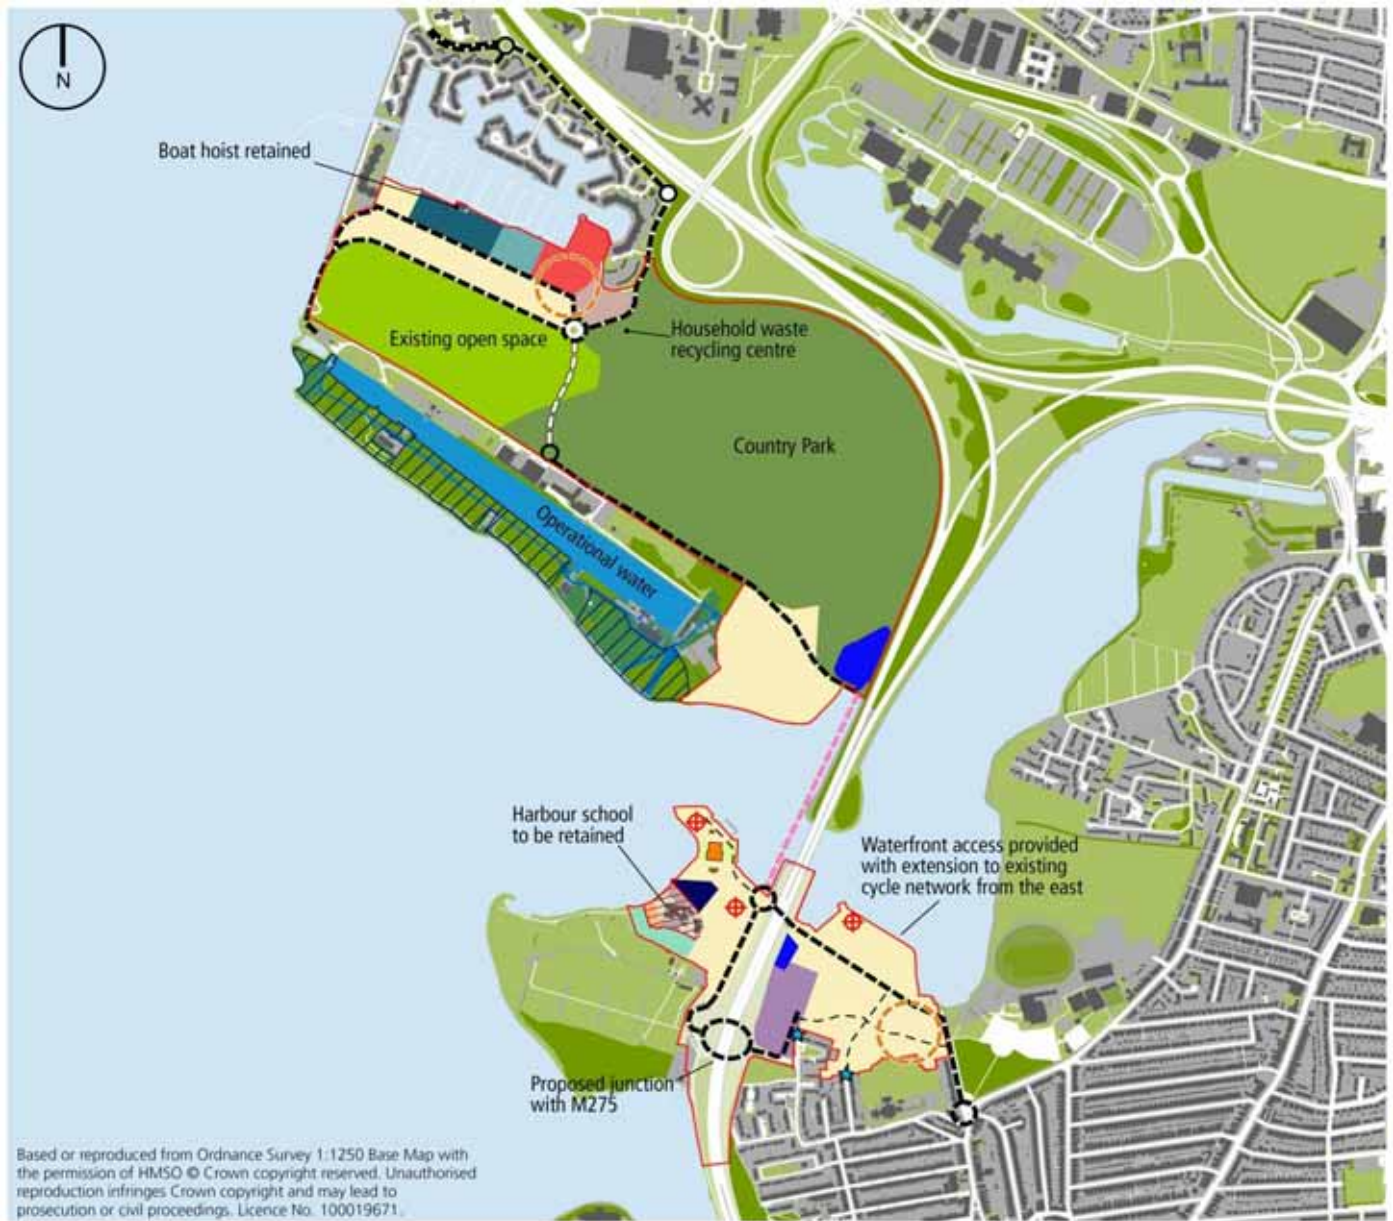 N
Boat hoist retained
Existing open space
Household waste
recycling centre
Country Park
Operational water
Harbour school
to be retained
Waterfront access provided
with extension to existing
cycle network from the east
Proposed junction
with M275
Based or reproduced from Ordnance Survey 1:1250 Base Map with
the permission of HMSO © Crown copyright reserved. Unauthorised
reproduction infringes Crown copyright and may lead to
prosecution or civil proceedings. Licence No. 100019671.